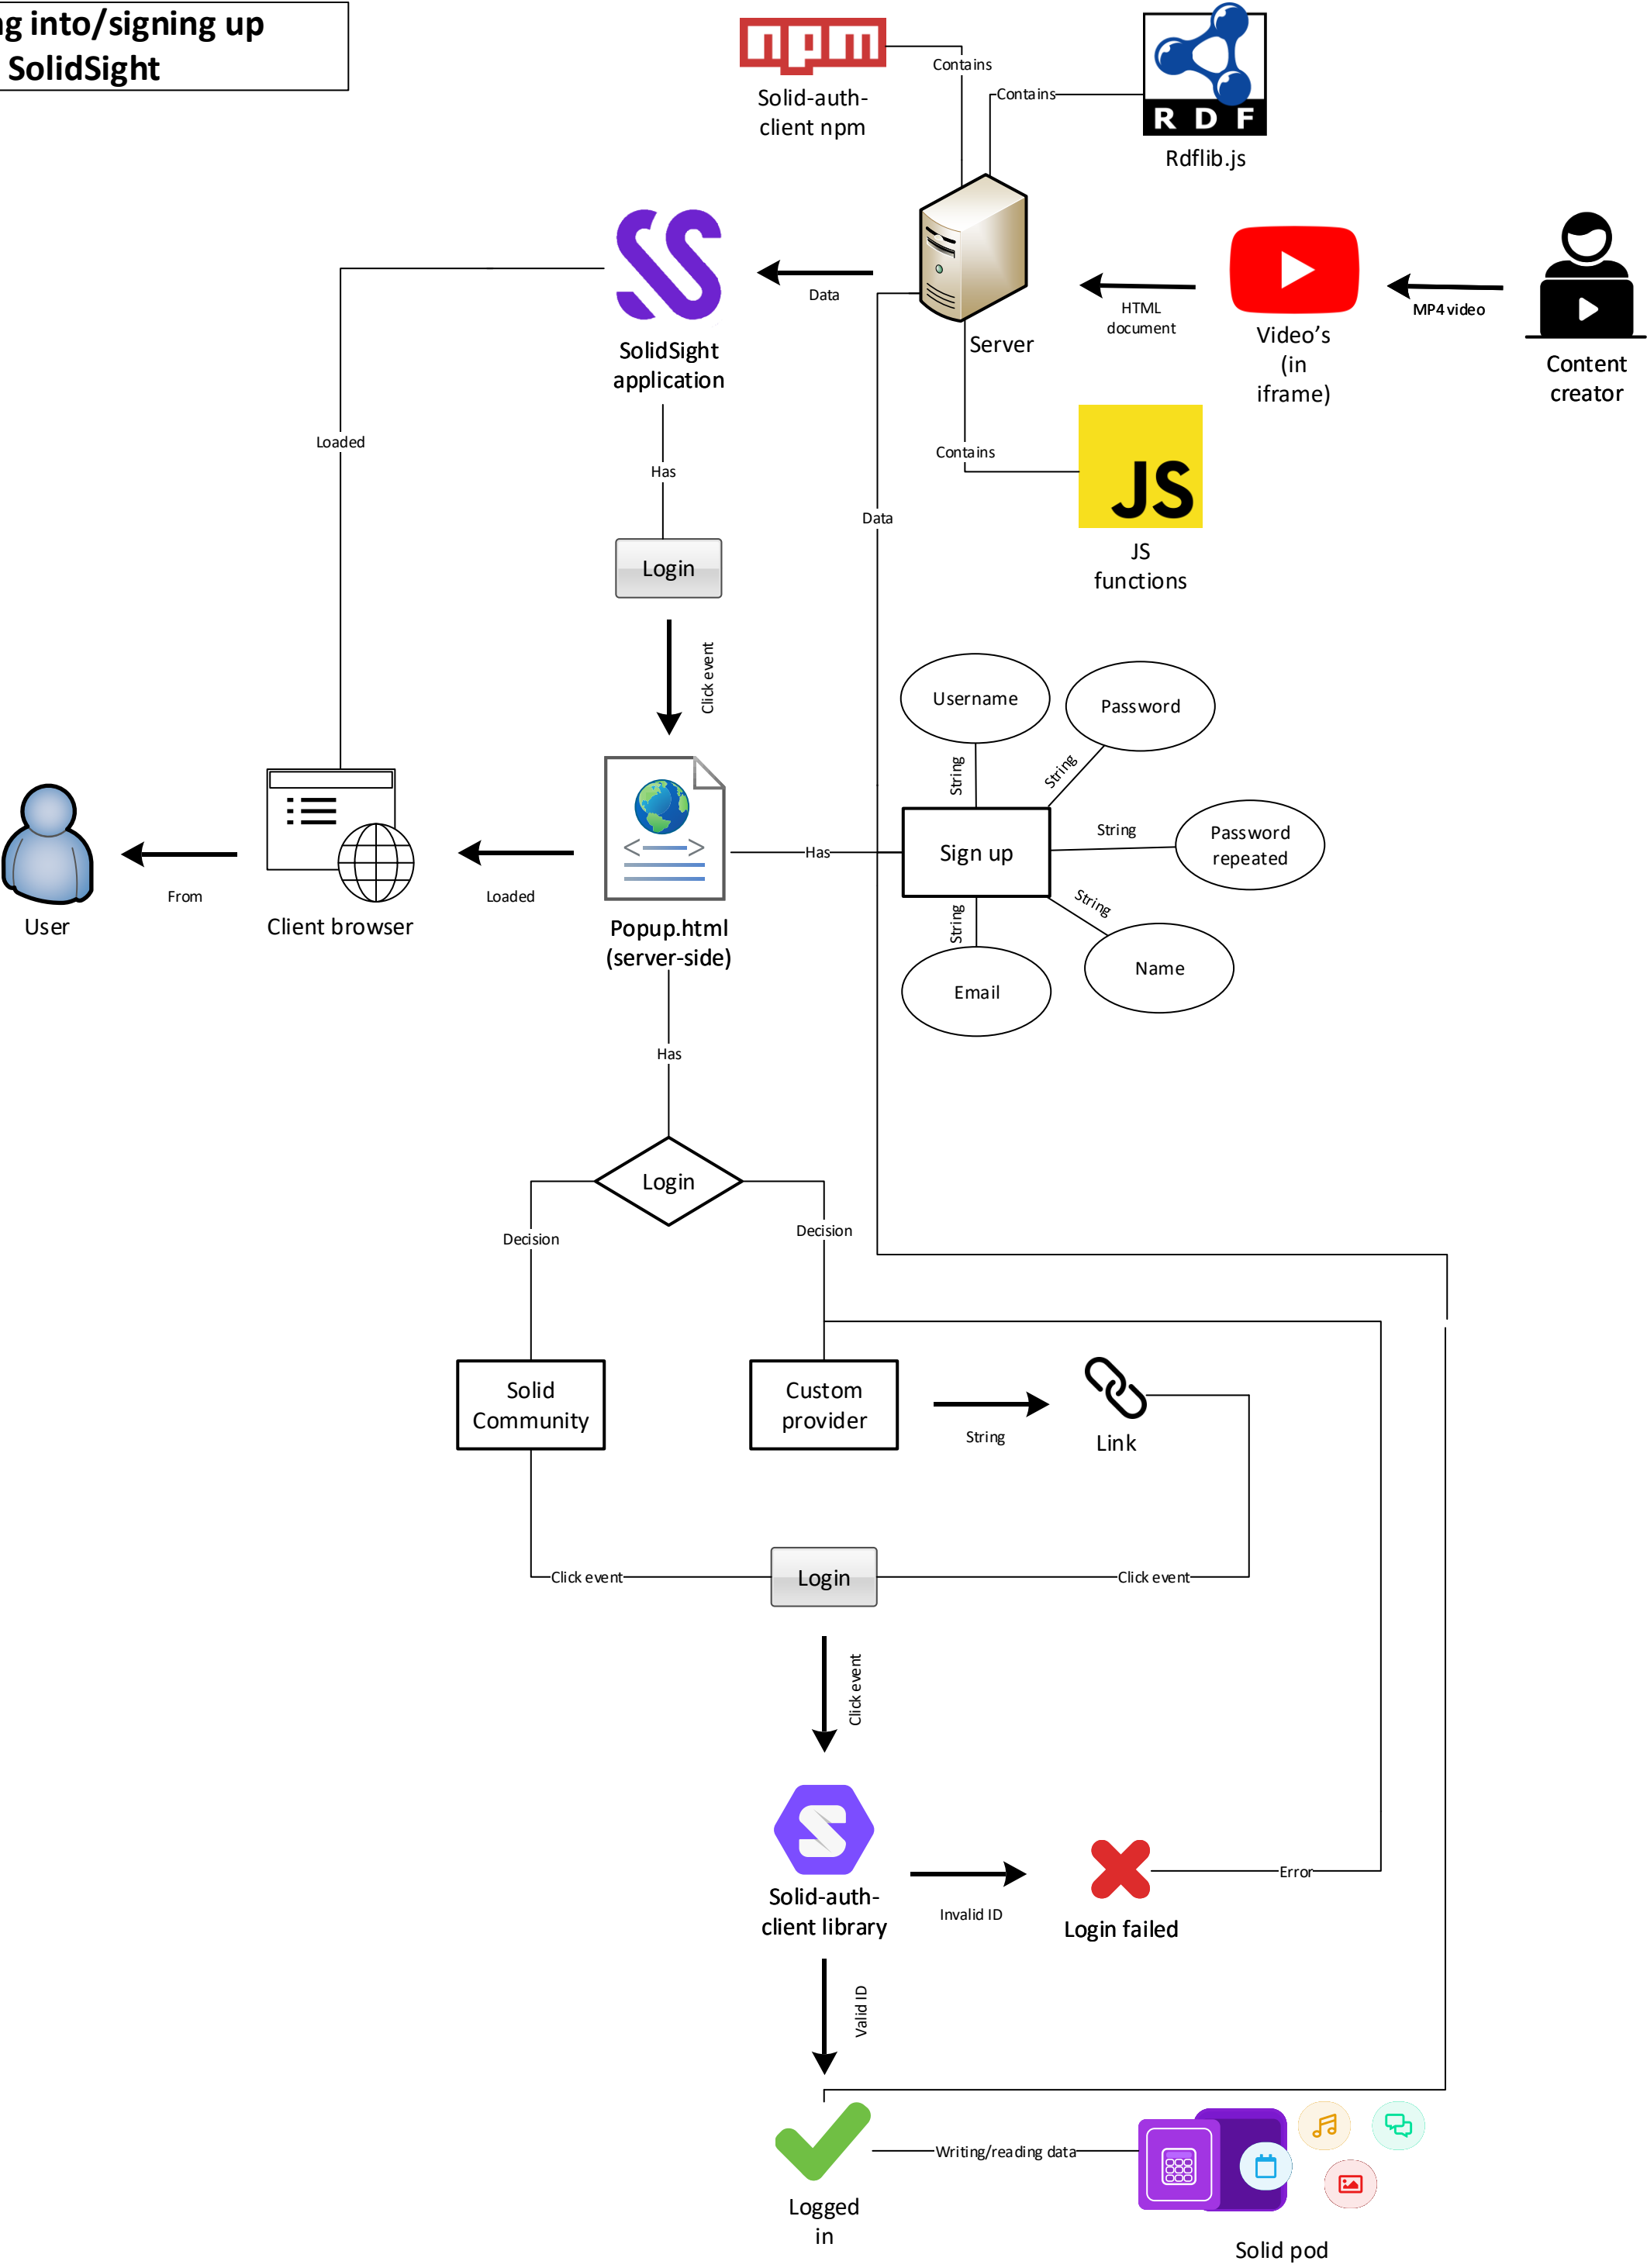 ng into/signing up
SolidSight
npm
Solid-auth-
client npm
Contains
Contains
RDF
Rdflib.js
SolidSight
application
Data
Server
HTML
document
Video's
(in
iframe)
MP4 video
Content
creator
Loaded
Has
Contains
JS
JS
functions
Data
Login
Click event
Username
Password
String
String
Sign up
String
Password
repeated
String
Name
String
Email
User
From
Client browser
Loaded
Popup.html
(server-side)
Has
Has
Login
Decision
Decision
Solid
Community
Custom
provider
String
Link
Click event
Login
Click event
Click event
Solid-auth-
client library
Invalid ID
Login failed
Error
Valid ID
Logged
in
Writing/reading data
Solid pod